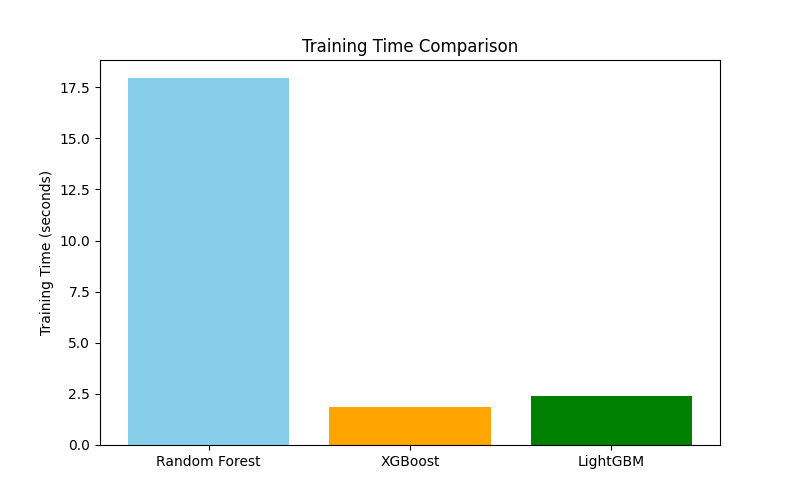 Training Time Comparison
Training Time (seconds)
17.5
15.0
12.5
10.0
7.5
5.0
2.5
0.0
Random Forest
XGBoost
LightGBM